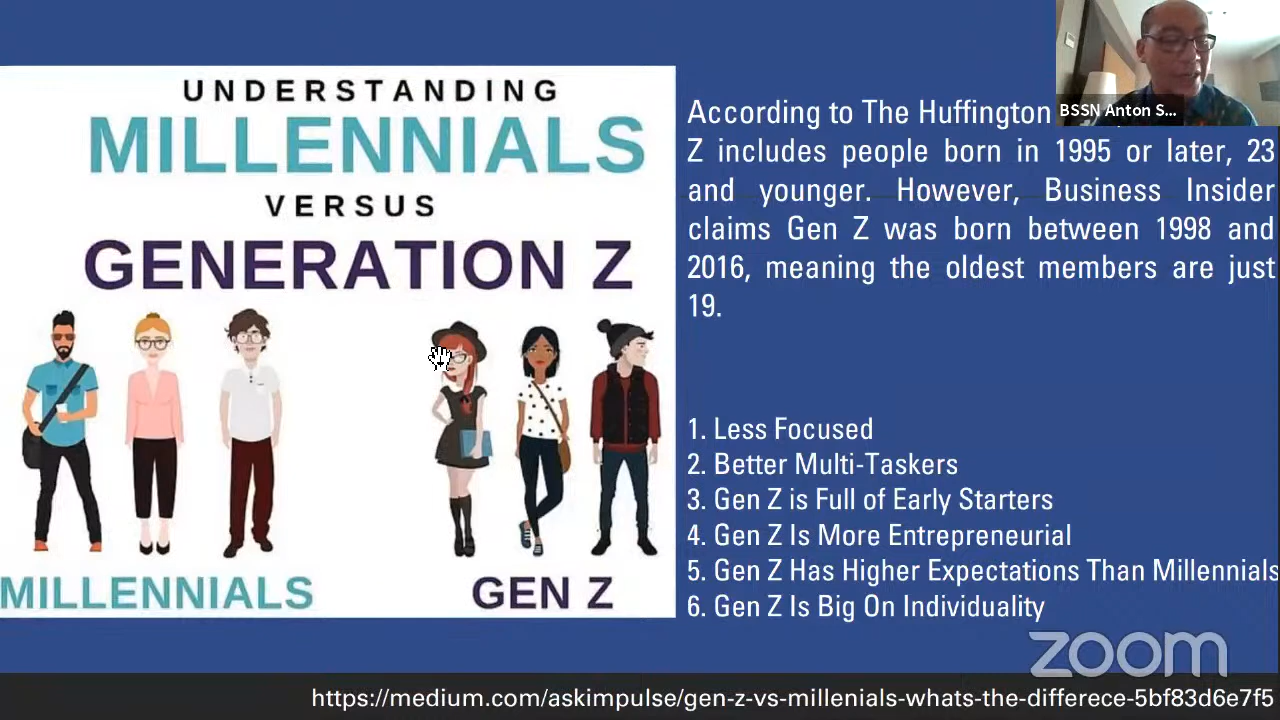 UNDERSTANDING
MILLENNIALS
VERSUS
GENERATION Z
MILLENNIALS
GEN Z
According to The Huffington
Z includes people born in 1995 or later, 23
and younger. However, Business Insider
claims Gen Z was born between 1998 and
2016, meaning the oldest members are just
19.
1. Less Focused
2. Better Multi-Taskers
3. Gen Z is Full of Early Starters
4. Gen Z Is More Entrepreneurial
5. Gen Z Has Higher Expectations Than Millennials
6. Gen Z Is Big On Individuality
BSSN Anton S...
zoom
https://medium.com/askimpulse/gen-z-vs-millenials-whats-the-differece-5bf83d6e7f5